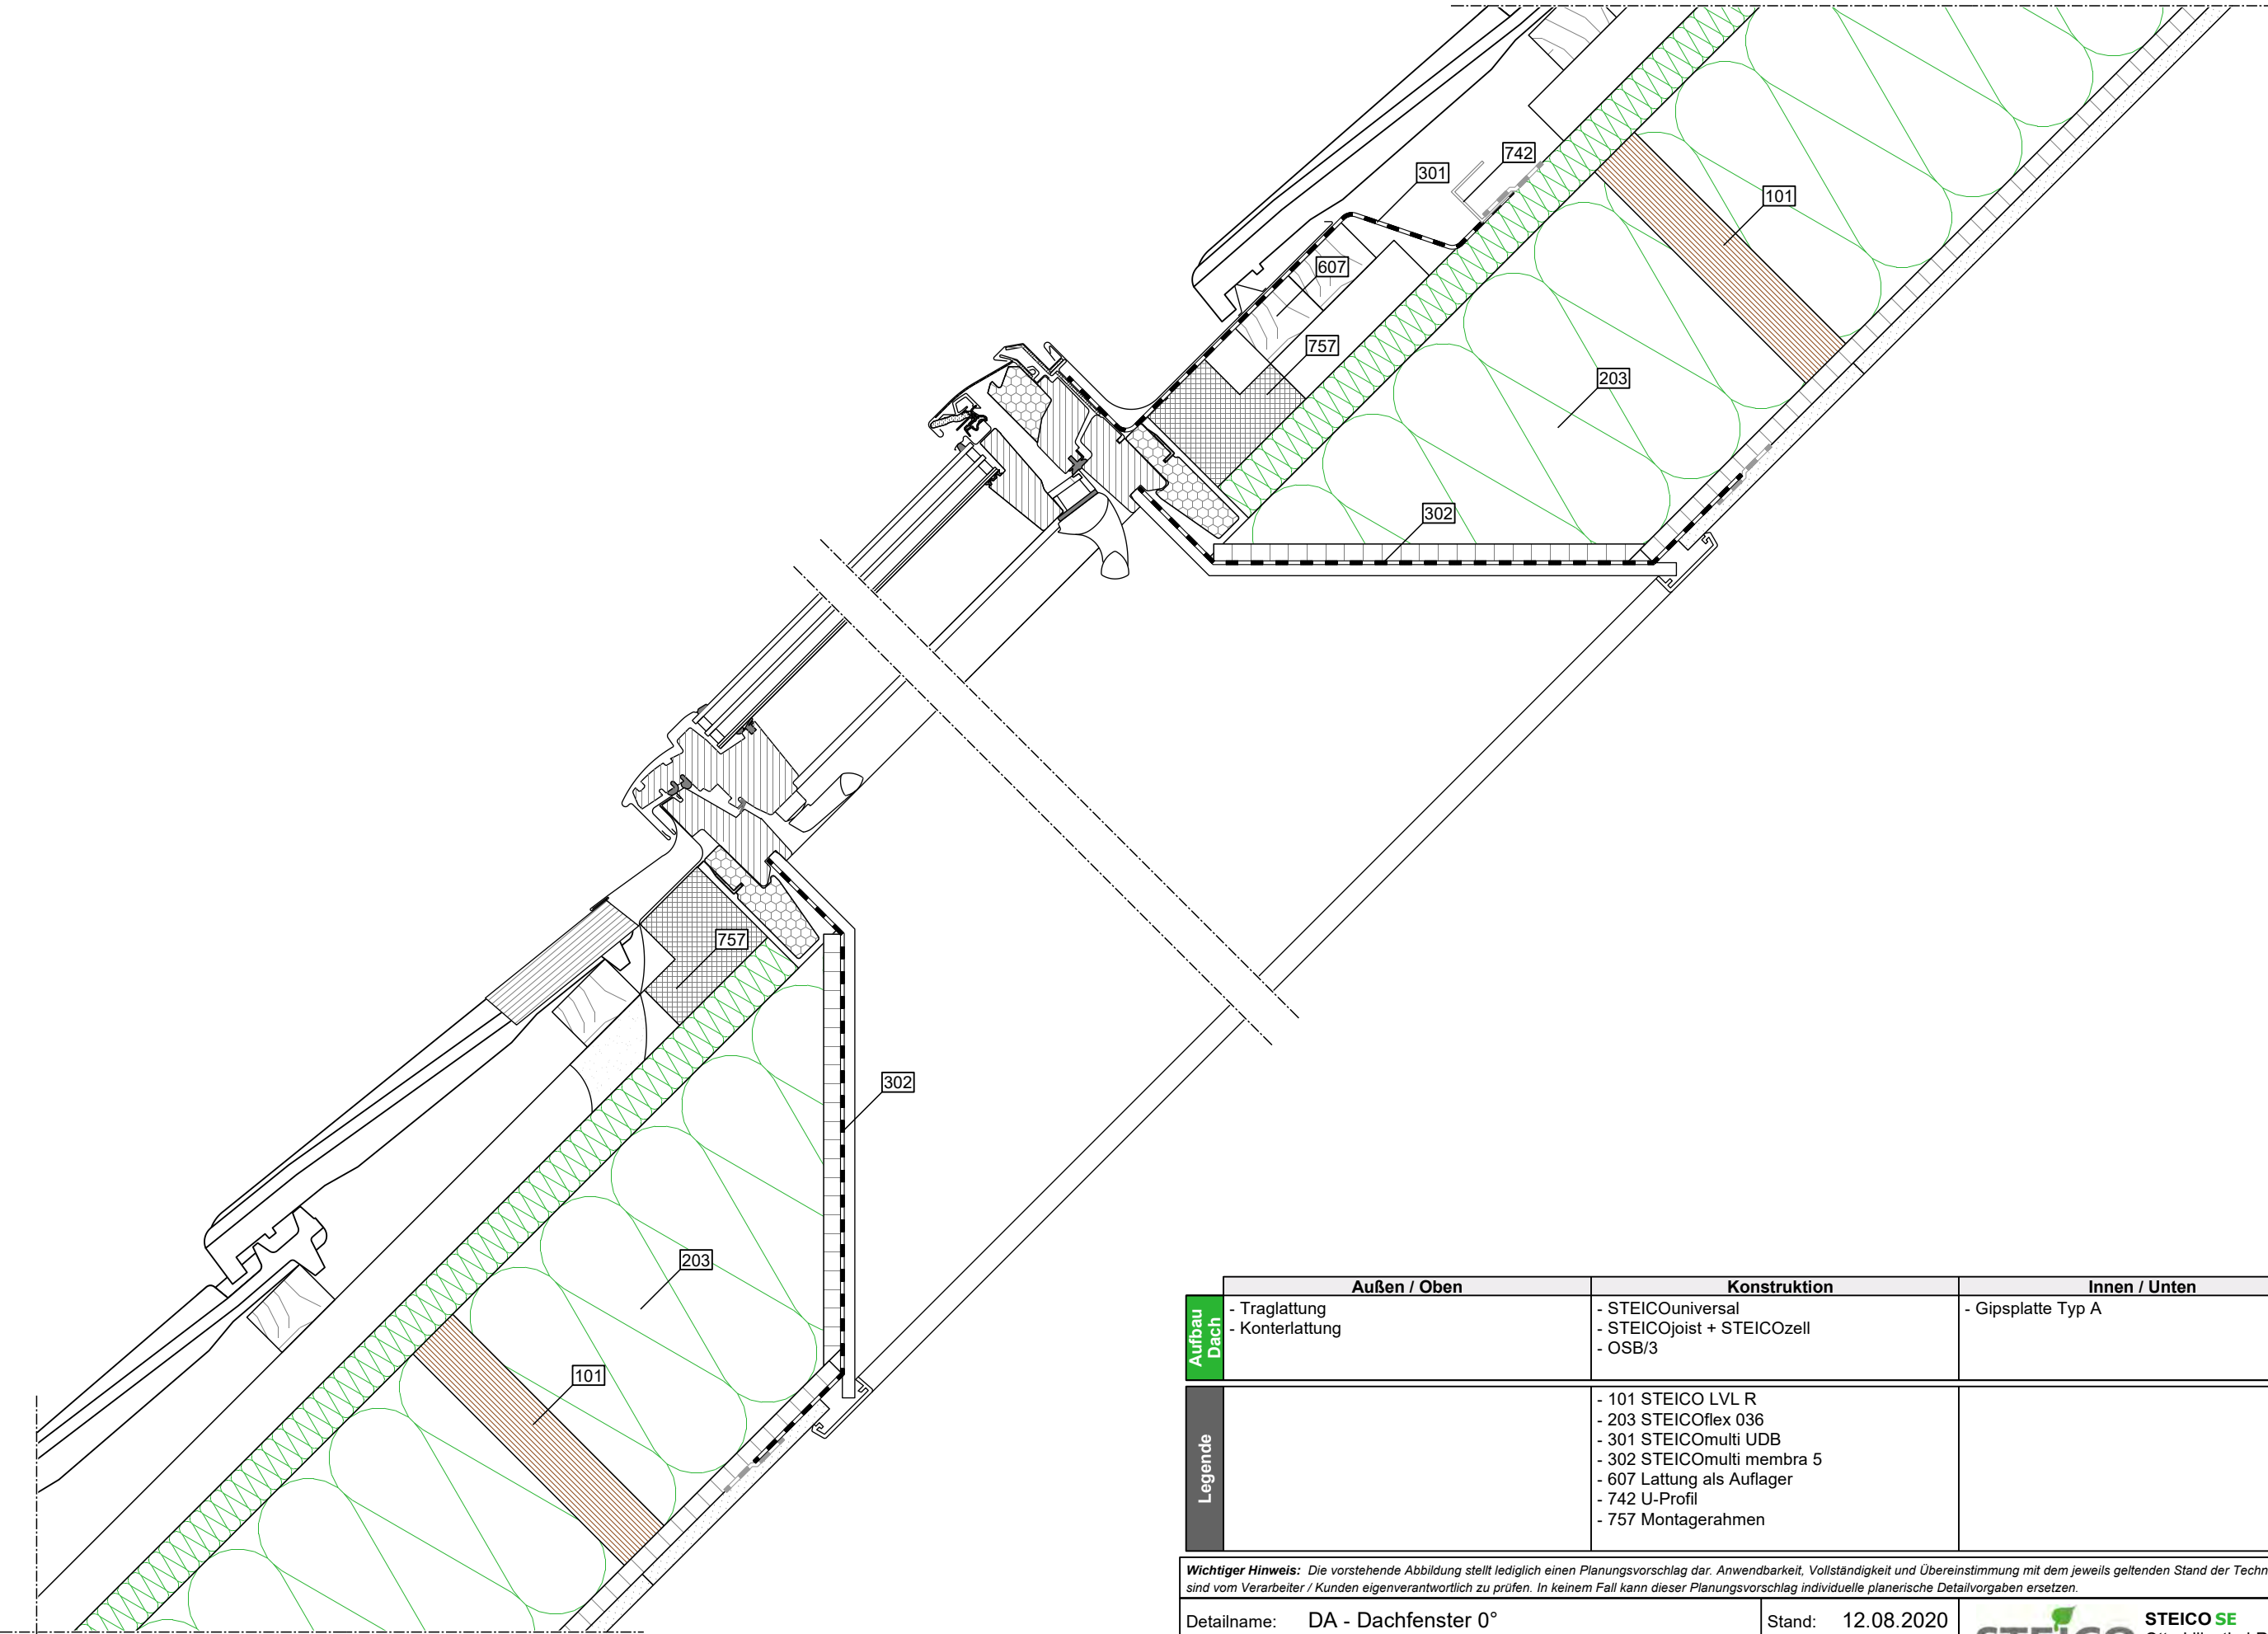 742
301
101
607
757
203
302
757
302
203
101
Außen / Oben
Konstruktion
Innen / Unten
Aufbau
Dach
- Traglattung
- Konterlattung
- STEICOuniversal
- STEICOjoist + STEICOzell
- OSB/3
- Gipsplatte Typ A
Legende
- 101 STEICO LVL R
- 203 STEICOflex 036
- 301 STEICOmulti UDB
- 302 STEICOmulti membra 5
- 607 Lattung als Auflager
- 742 U-Profil
- 757 Montagerahmen
Wichtiger Hinweis: Die vorstehende Abbildung stellt lediglich einen Planungsvorschlag dar. Anwendbarkeit, Vollständigkeit und Übereinstimmung mit dem jeweils geltenden Stand der Techn
sind vom Verarbeiter / Kunden eigenverantwortlich zu prüfen. In keinem Fall kann dieser Planungsvorschlag individuelle planerische Detailvorgaben ersetzen.
Detailname: DA - Dachfenster 0°
Stand: 12.08.2020
STEICO
STEICO SE